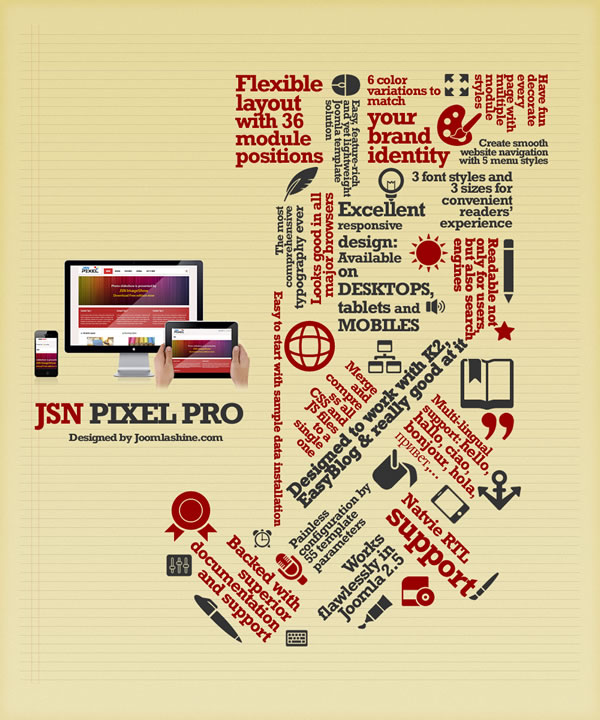 Flexible
layout
with 36
module
positions
Easy, feature-rich
and yet lightweight
Joomla template
solution
6 color
variations to
match
your
brand
identity
Have fun
decorate
every
page with
multiple
module
styles
Create smooth
website navigation
with 5 menu styles
3 font styles and
3 sizes for
convenient
readers'
experience
The most
comprehensive
typography ever
Looks good in all
major browsers
Excellent
responsive
design:
Available
on
DESKTOPS,
tablets and
MOBILES
Readable not
only for users,
but also search
engines
PIXEL
JSN PIXEL PRO
Designed by Joomlashine.com
Easy to start with sample data installation
Merge
and
compre
ss all
CSS and
JS files
to a
single
one
Designed to work with K2,
EasyBlog & really good at it
Multi-lingual
support: hello,
hallo, ciao,
bonjour, hola,
привет,...
Painless
configuration by
55 template
parameters
Natvie RTL
support
Works
flawlessly in
Joomla 2.5
Backed with
superior
documentation
and support